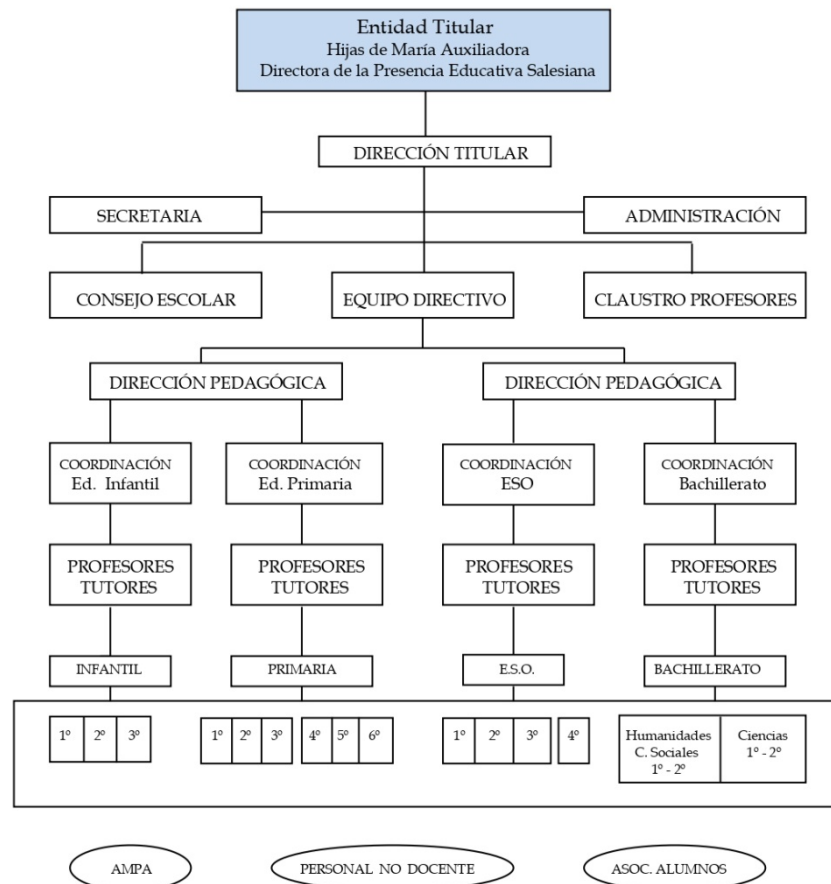 Entidad Titular
Hijas de María Auxiliadora
Directora de la Presencia Educativa Salesiana
DIRECCIÓN TITULAR
SECRETARIA
ADMINISTRACIÓN
CONSEJO ESCOLAR
EQUIPO DIRECTIVO
CLAUSTRO PROFESORES
DIRECCIÓN PEDAGÓGICA
DIRECCIÓN PEDAGÓGICA
COORDINACIÓN
Ed. Infantil
COORDINACIÓN
Ed. Primaria
COORDINACIÓN
ESO
COORDINACIÓN
Bachillerato
PROFESORES
TUTORES
PROFESORES
TUTORES
PROFESORES
TUTORES
PROFESORES
TUTORES
INFANTIL
PRIMARIA
E.S.O.
BACHILLERATO
1º 2º 3º
1º 2º 3º 4º 5º 6º
1º 2º 3º 4º
Humanidades
C. Sociales
1º - 2º
Ciencias
1º - 2º
AMPA
PERSONAL NO DOCENTE
ASOC. ALUMNOS